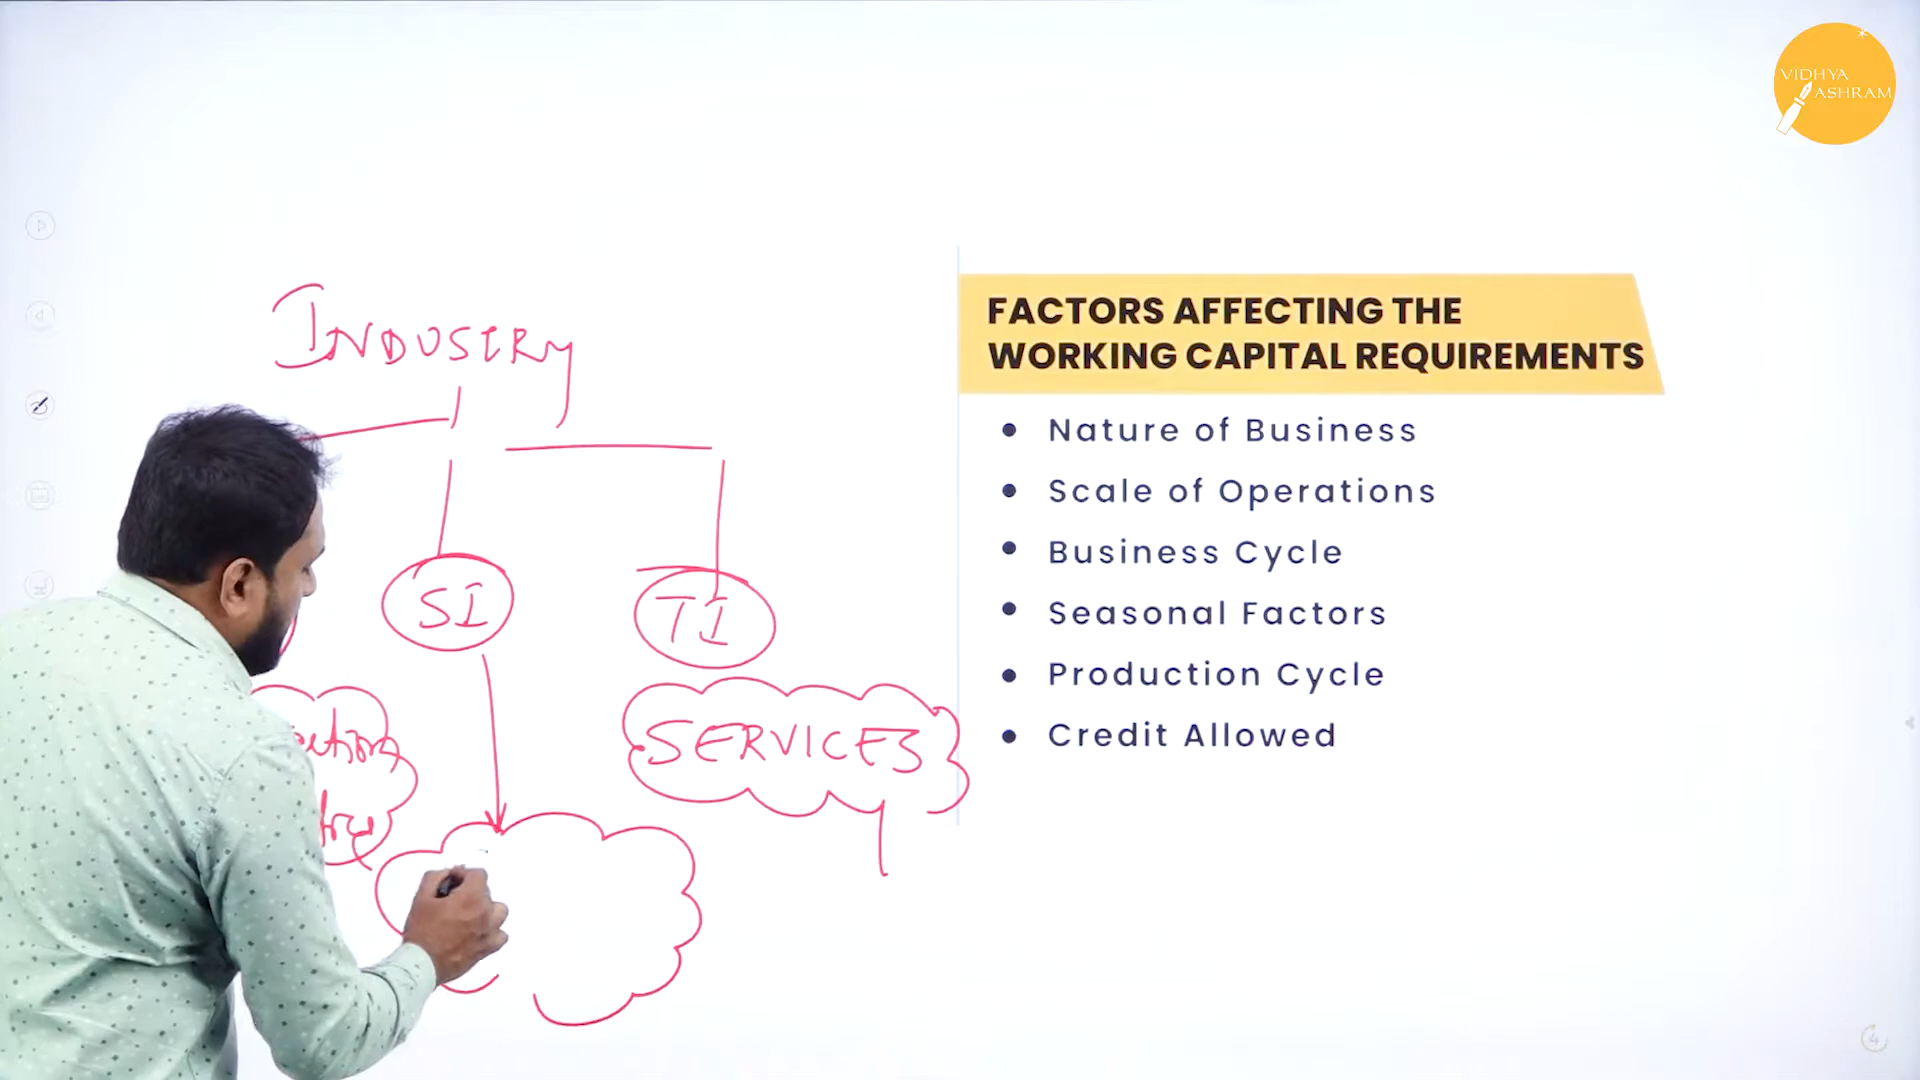 VIDHYA
ASHRAM
INDUSTRY
SI
TI
SERVICES
FACTORS AFFECTING THE
WORKING CAPITAL REQUIREMENTS
• Nature of Business
• Scale of Operations
• Business Cycle
• Seasonal Factors
• Production Cycle
• Credit Allowed